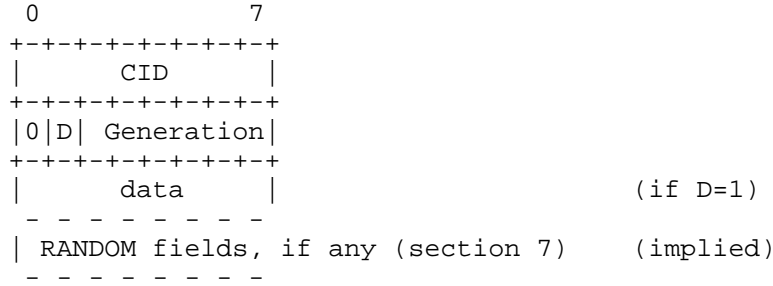 0             7
+-+-+-+-+-+-+-+-+
|      CID      |
+-+-+-+-+-+-+-+-+
|0|D| Generation|
+-+-+-+-+-+-+-+-+
|      data     |                      (if D=1)
 - - - - - - - -
| RANDOM fields, if any (section 7)    (implied)
 - - - - - - - -